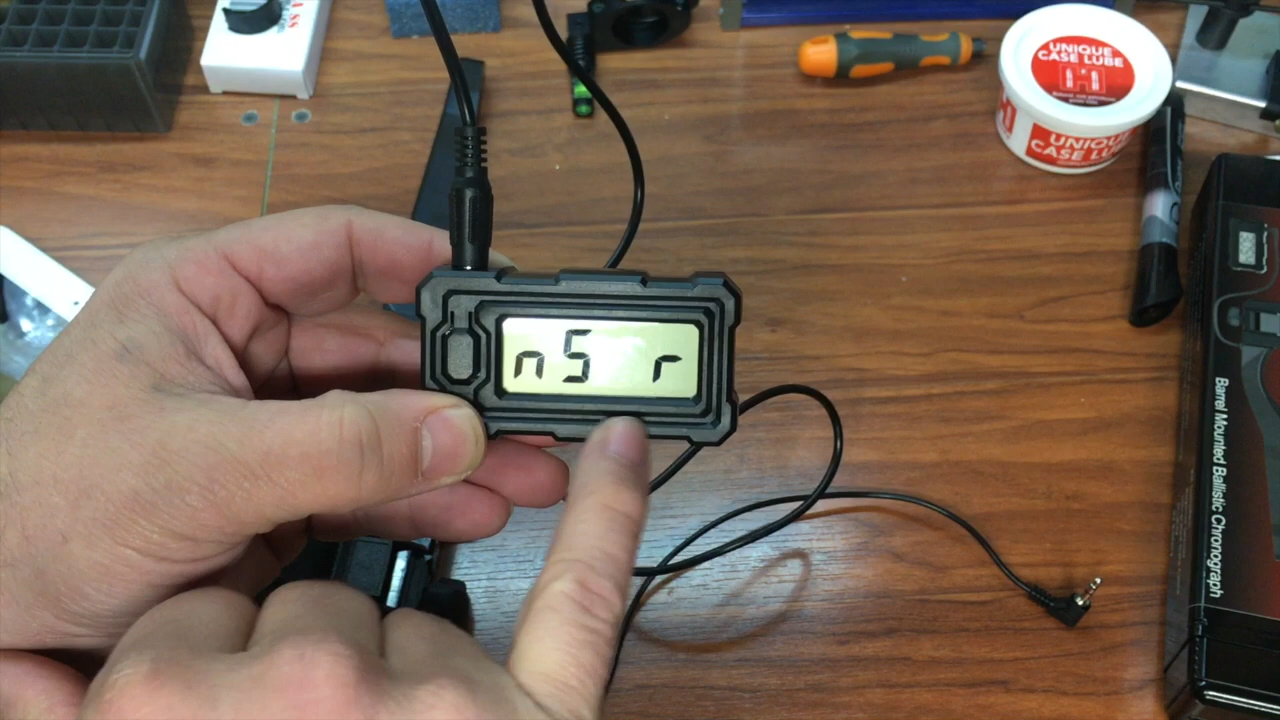 UNIQUE
CASE LUBE
UNIQUE
CASE LUBE
n5 r
Barrel Mounted Ballistic Chronograph